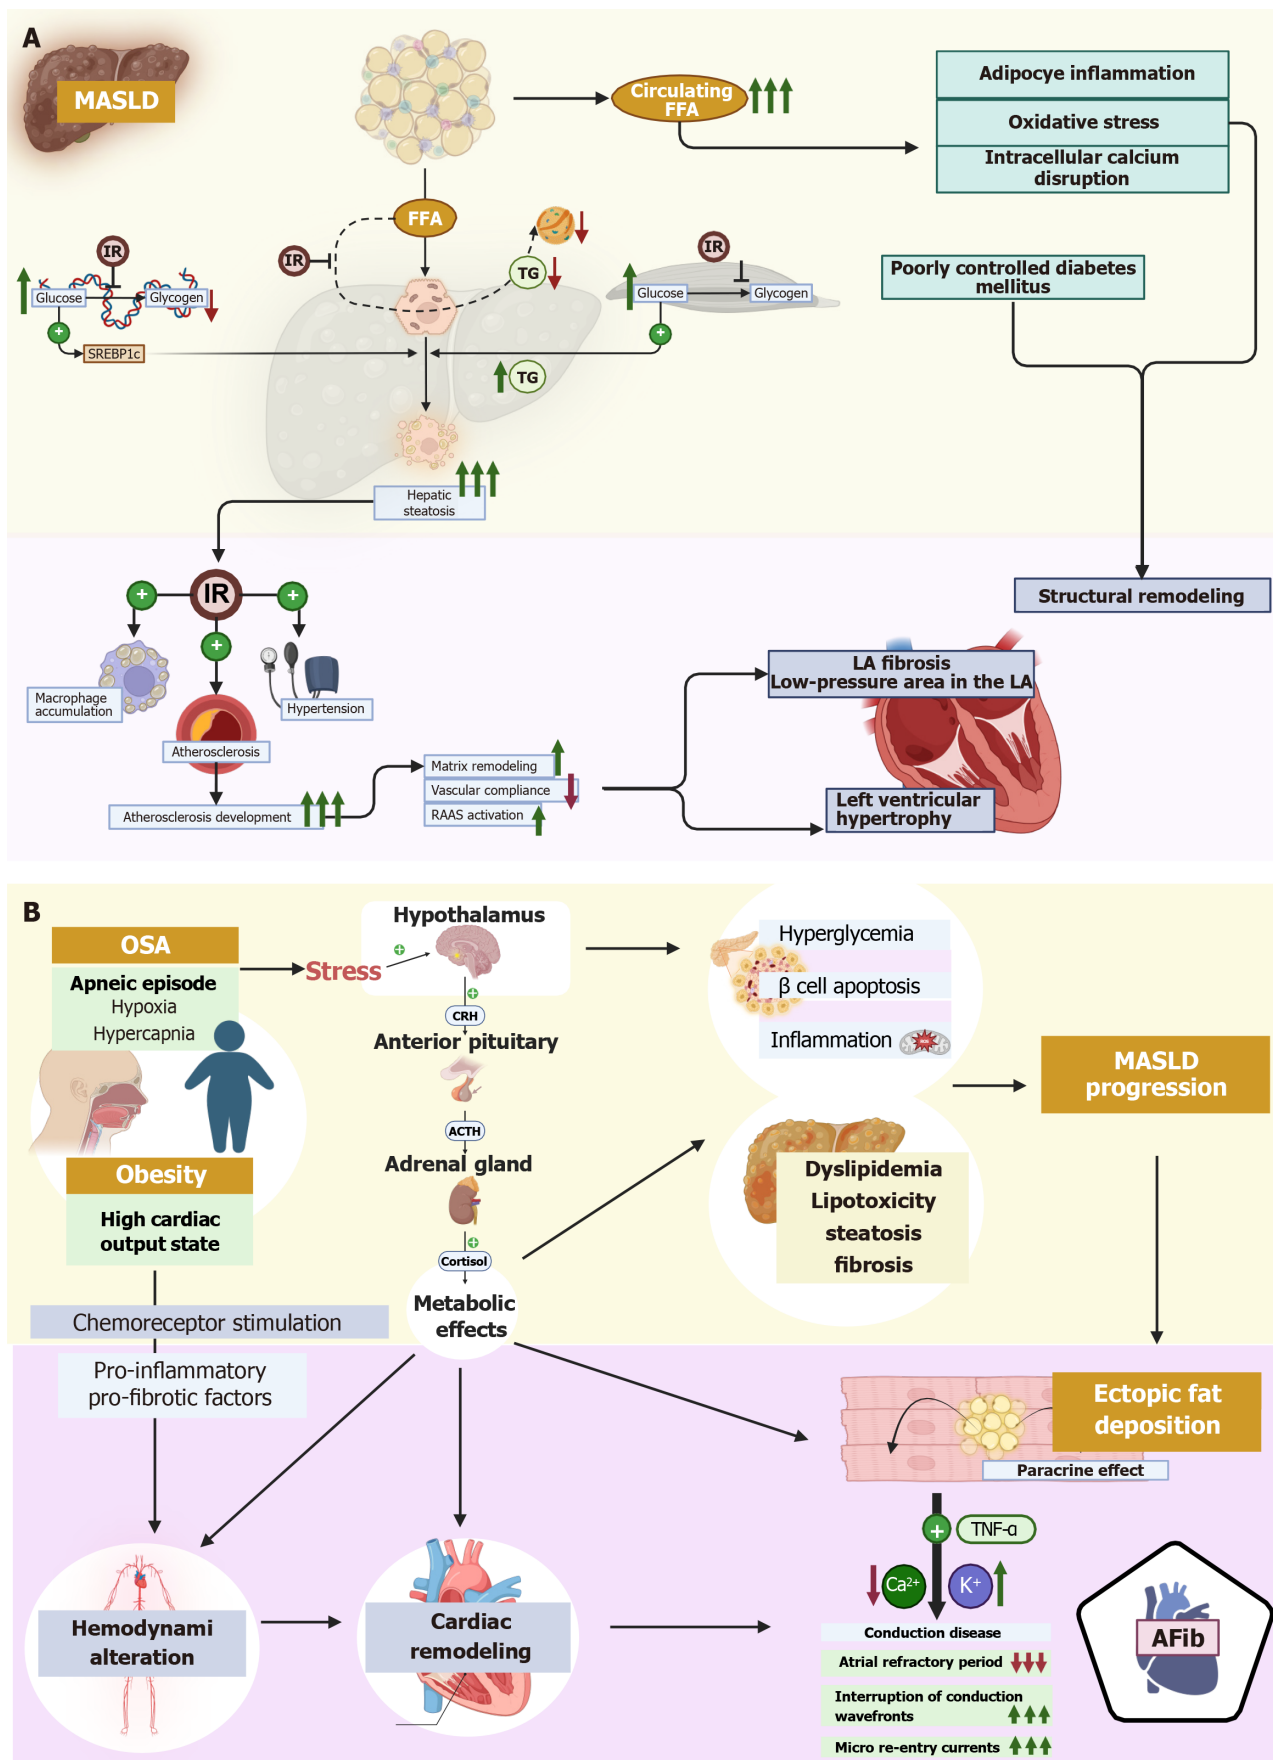 A
MASLD
Circulating
FFA
Adipocye inflammation
Oxidative stress
Intracellular calcium
disruption
FFA
IR
Glucose
Glycogen
+
SREBP1c
IR
TG
IR
Glucose
Glycogen
+
TG
Poorly controlled diabetes
mellitus
Hepatic
steatosis
IR
+
+
+
Macrophage
accumulation
Hypertension
Atherosclerosis
Atherosclerosis development
Matrix remodeling
Vascular compliance
RAAS activation
Structural remodeling
LA fibrosis
Low-pressure area in the LA
Left ventricular
hypertrophy
B
OSA
Apneic episode
Hypoxia
Hypercapnia
Obesity
High cardiac
output state
Stress
+
Hypothalamus
+
CRH
Anterior pituitary
ACTH
Adrenal gland
+
Cortisol
Metabolic
effects
Hyperglycemia
β cell apoptosis
Inflammation
Dyslipidemia
Lipotoxicity
steatosis
fibrosis
MASLD
progression
Chemoreceptor stimulation
Pro-inflammatory
pro-fibrotic factors
Ectopic fat
deposition
Paracrine effect
+
TNF-α
Ca²⁺
K⁺
Hemodynami
alteration
Cardiac
remodeling
Conduction disease
Atrial refractory period
Interruption of conduction
wavefronts
Micro re-entry currents
AFib